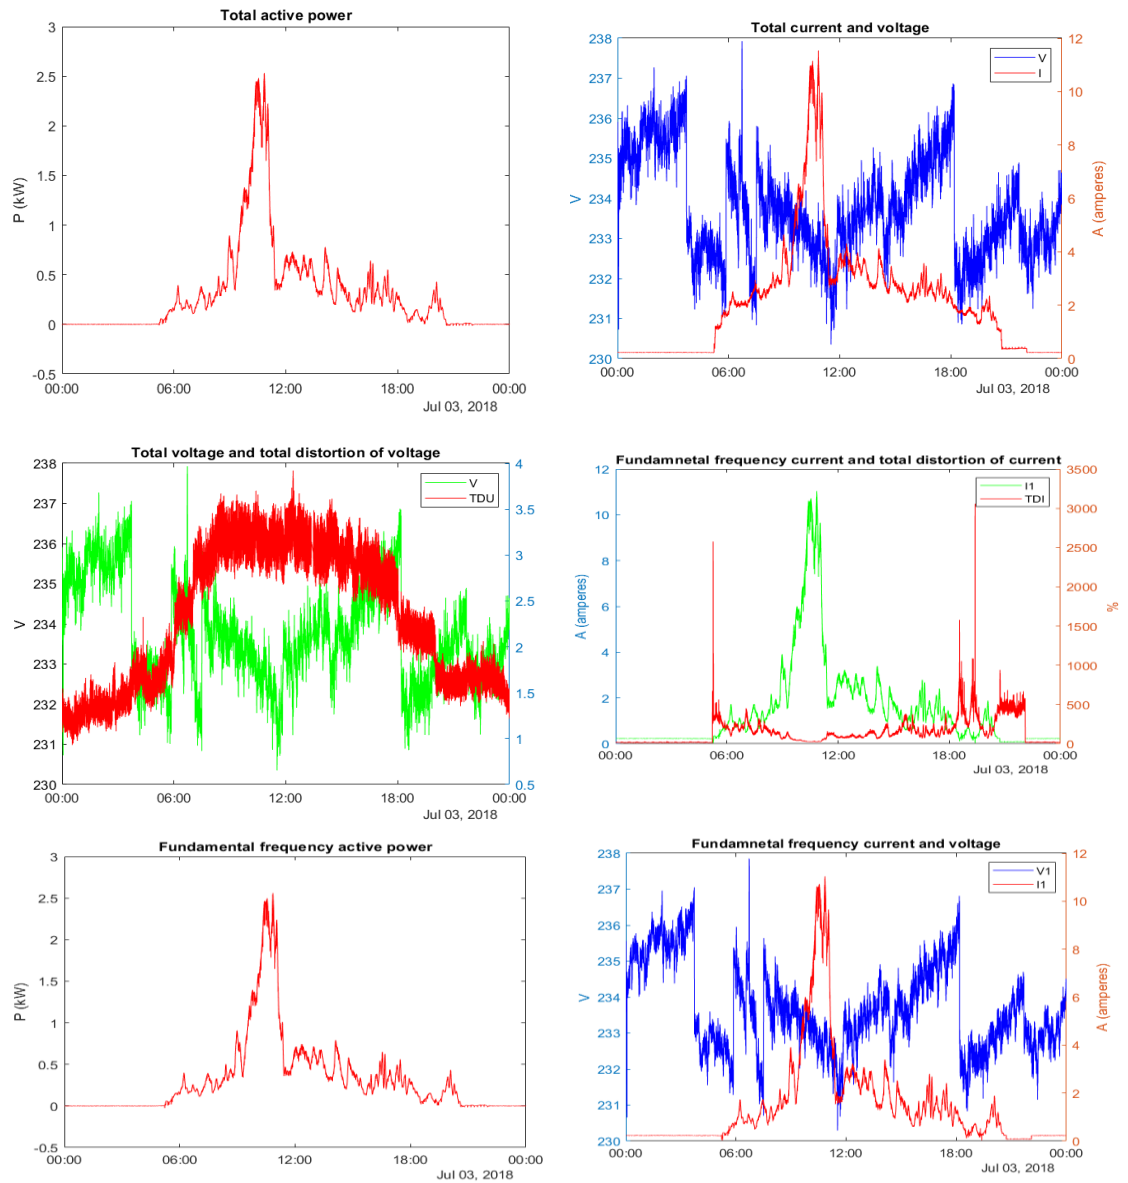 Total active power
3
2.5
2
1.5
1
0.5
0
-0.5
P (kW)
00:00 06:00 12:00 18:00 00:00
Jul 03, 2018
Total current and voltage
238
237
236
235
234
233
232
231
230
V
12
10
8
6
4
2
0
A (amperes)
V
I
00:00 06:00 12:00 18:00 00:00
Jul 03, 2018
Total voltage and total distortion of voltage
238
237
236
235
234
233
232
231
230
V
4
3.5
3
2.5
2
1.5
1
0.5
V
TDU
00:00 06:00 12:00 18:00 00:00
Jul 03, 2018
Fundamnetal frequency current and total distortion of current
12
10
8
6
4
2
0
A (amperes)
3500
3000
2500
2000
1500
1000
500
0
%
I1
TDI
00:00 06:00 12:00 18:00 00:00
Jul 03, 2018
Fundamental frequency active power
3
2.5
2
1.5
1
0.5
0
-0.5
P (kW)
00:00 06:00 12:00 18:00 00:00
Jul 03, 2018
Fundamnetal frequency current and voltage
238
237
236
235
234
233
232
231
230
V
12
10
8
6
4
2
0
A (amperes)
V1
I1
00:00 06:00 12:00 18:00 00:00
Jul 03, 2018